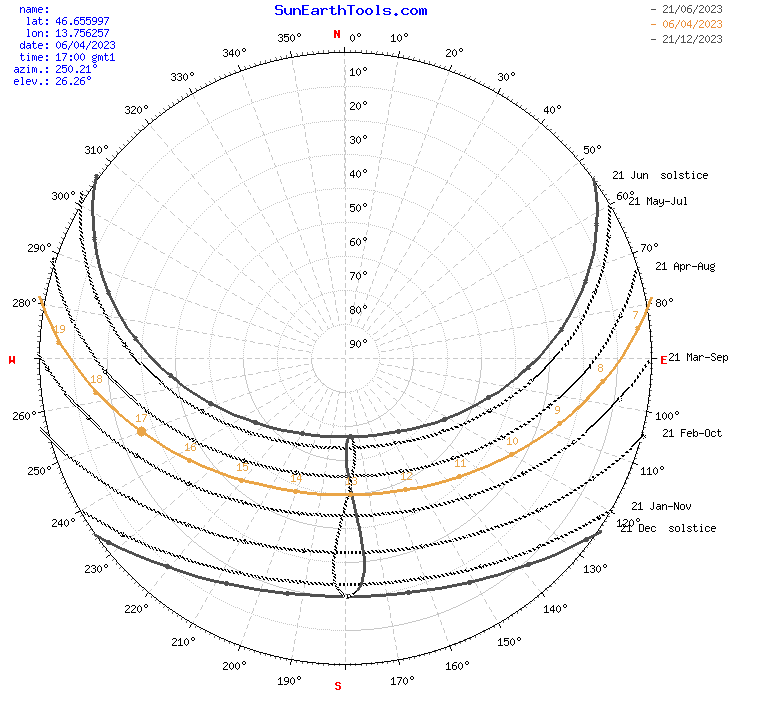 name:
SunEarthTools.com
lat: 46.655997
lon: 13.756257
date: 06/04/2023
time: 17:00 gmt1
azim.: 250.21°
elev.: 26.26°
— 21/06/2023
— 06/04/2023
— 21/12/2023
N
350° 0° 10°
340° 20°
330° 30°
320° 40°
310° 50°
300° 60°
290° 70°
280° 80°
W E
260° 100°
250° 110°
240° 120°
230° 130°
220° 140°
210° 150°
200° 160°
190° 170°
S
10°
20°
30°
40°
50°
60°
70°
80°
90°
21 Jun solstice
21 May-Jul
21 Apr-Aug
21 Mar-Sep
21 Feb-Oct
21 Jan-Nov
21 Dec solstice
19 18 17 16 15 14 13 12 11 10 9 8 7